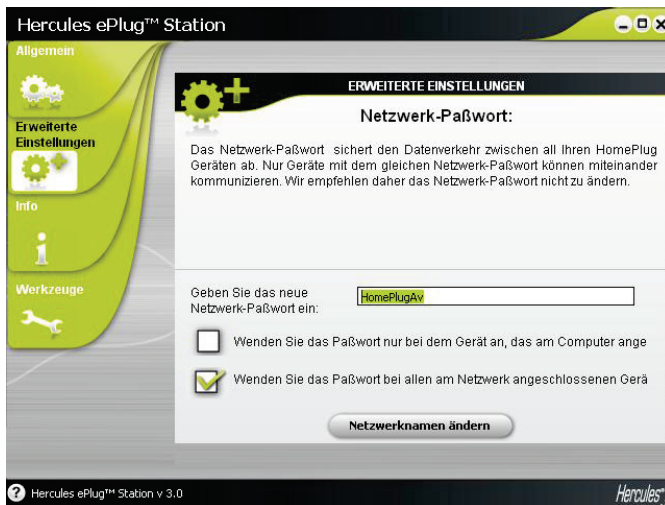 Hercules ePlug™ Station
Allgemein
Erweiterte
Einstellungen
Info
Werkzeuge
ERWEITERTE EINSTELLUNGEN
Netzwerk-Paßwort:
Das Netzwerk-Paßwort sichert den Datenverkehr zwischen all Ihren HomePlug
Geräten ab. Nur Geräte mit dem gleichen Netzwerk-Paßwort können miteinander
kommunizieren. Wir empfehlen daher das Netzwerk-Paßwort nicht zu ändern.
Geben Sie das neue
Netzwerk-Paßwort ein:
HomePlugAv
Wenden Sie das Paßwort nur bei dem Gerät an, das am Computer ange
Wenden Sie das Paßwort bei allen am Netzwerk angeschlossenen Gerä
Netzwerknamen ändern
Hercules ePlug™ Station v 3.0
Hercules